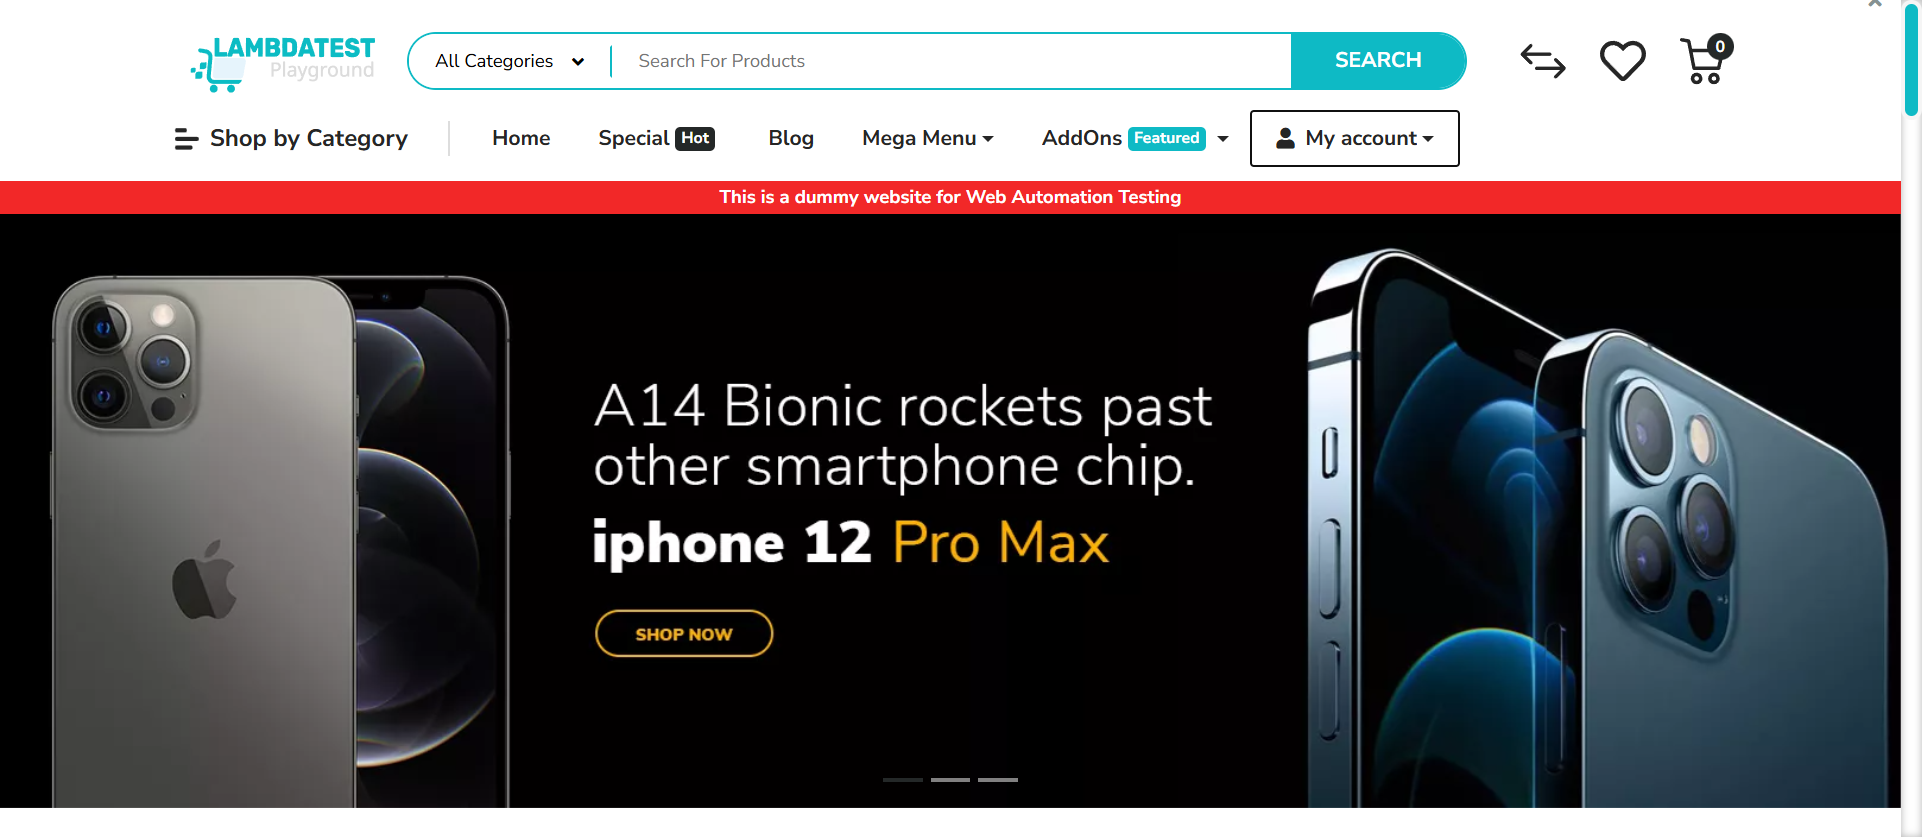 LAMBDATEST
Playground
All Categories
Search For Products
SEARCH
0
Shop by Category
Home
Special Hot
Blog
Mega Menu
AddOns Featured
My account
This is a dummy website for Web Automation Testing
A14 Bionic rockets past
other smartphone chip.
iphone 12 Pro Max
SHOP NOW